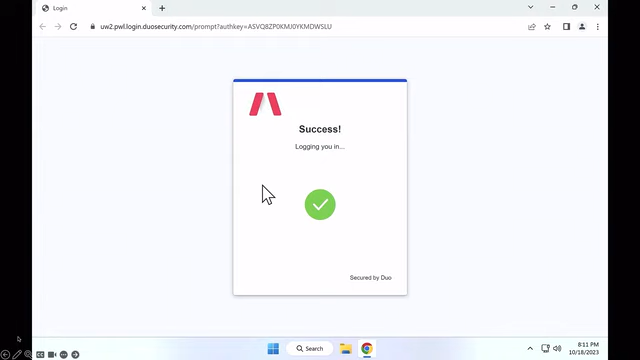 Login
uw2.pwl.login.duosecurity.com/prompt?authkey=ASVQ8ZP0KMJ0YKMDWSLU
Success!
Logging you in...
Secured by Duo
Search
8:11 PM
10/18/2023